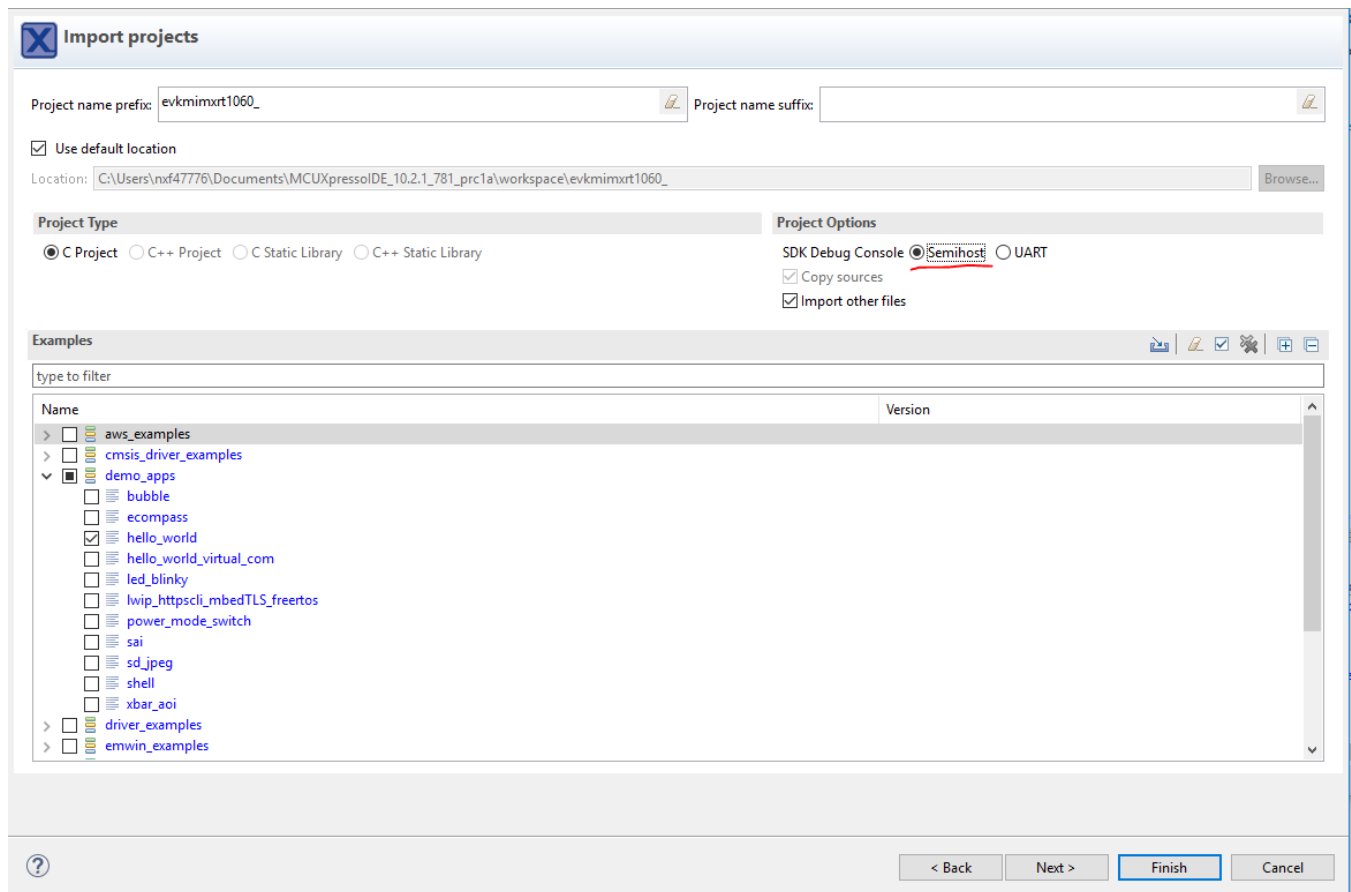 Import projects
Project name prefix: evkmimxrt1060_ Project name suffix:
Use default location
Location: C:\Users\nxf47776\Documents\MCUXpressoIDE_10.2.1_781_prc1a\workspace\evkmimxrt1060_ Browse...
Project Type Project Options
C Project C++ Project C Static Library C++ Static Library SDK Debug Console Semihost UART
Copy sources
Import other files
Examples
type to filter
Name Version
aws_examples
cmsis_driver_examples
demo_apps
bubble
ecompass
hello_world
hello_world_virtual_com
led_blinky
lwip_httpscli_mbedTLS_freertos
power_mode_switch
sai
sd_jpeg
shell
xbar_aoi
driver_examples
emwin_examples
< Back Next > Finish Cancel